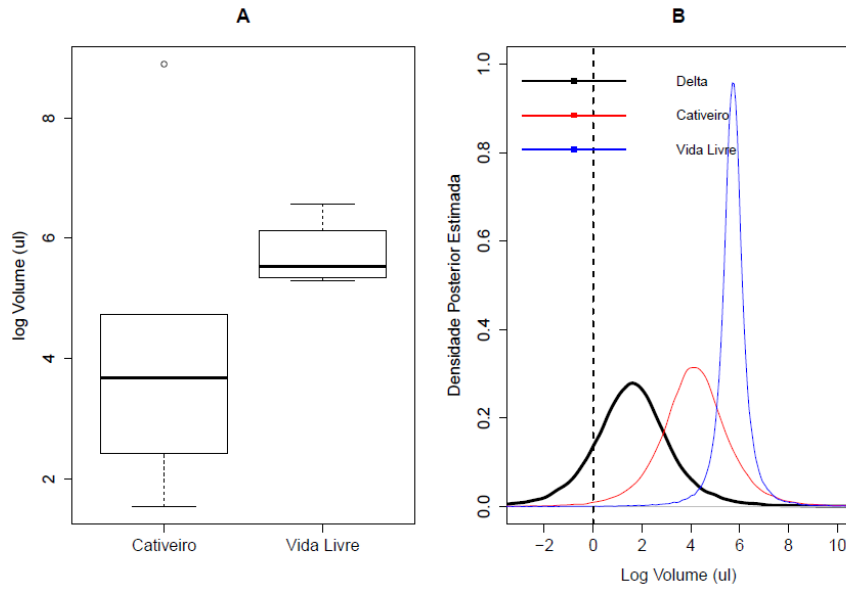 A
log Volume (ul)
8
6
4
2
Cativeiro
Vida Livre
B
Densidade Posterior Estimada
1.0
0.8
0.6
0.4
0.2
0.0
Delta
Cativeiro
Vida Livre
−2
0
2
4
6
8
10
Log Volume (ul)